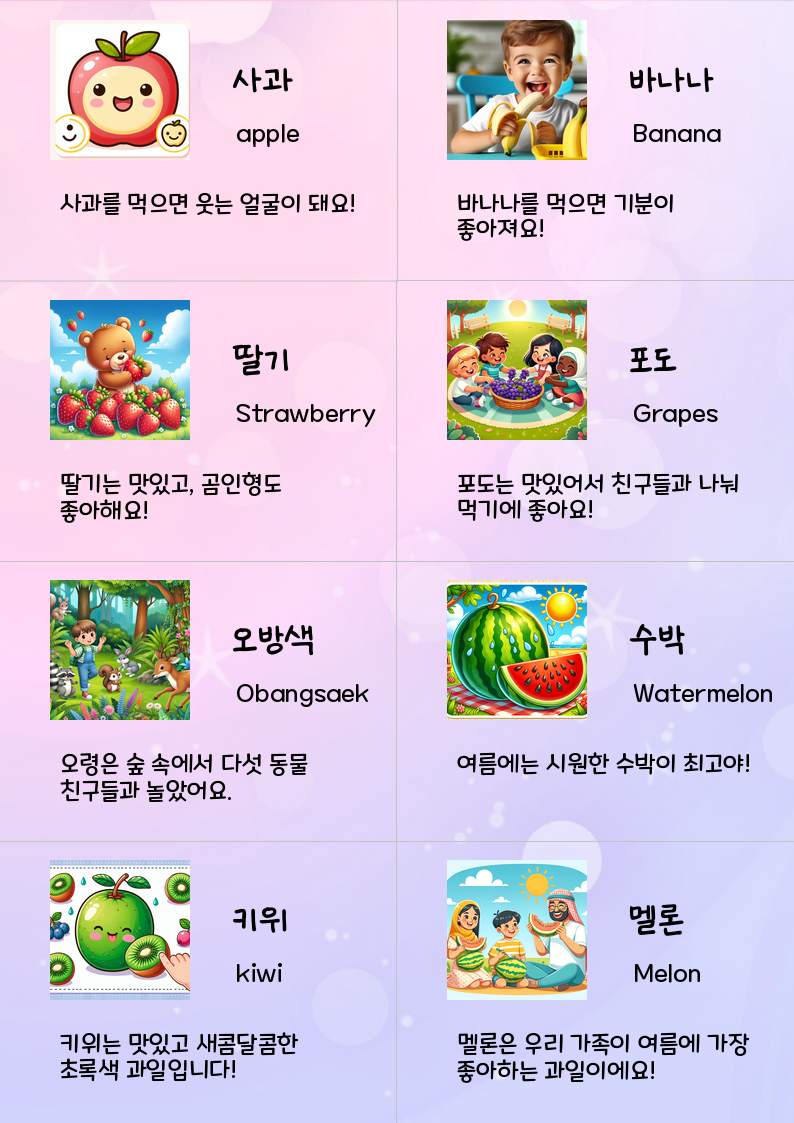 사과
apple
사과를 먹으면 웃는 얼굴이 돼요!
바나나
Banana
바나나를 먹으면 기분이
좋아져요!
딸기
Strawberry
딸기는 맛있고, 곰인형도
좋아해요!
포도
Grapes
포도는 맛있어서 친구들과 나눠
먹기에 좋아요!
오방색
Obangsaek
오령은 숲 속에서 다섯 동물
친구들과 놀았어요.
수박
Watermelon
여름에는 시원한 수박이 최고야!
키위
kiwi
키위는 맛있고 새콤달콤한
초록색 과일입니다!
멜론
Melon
멜론은 우리 가족이 여름에 가장
좋아하는 과일이에요!